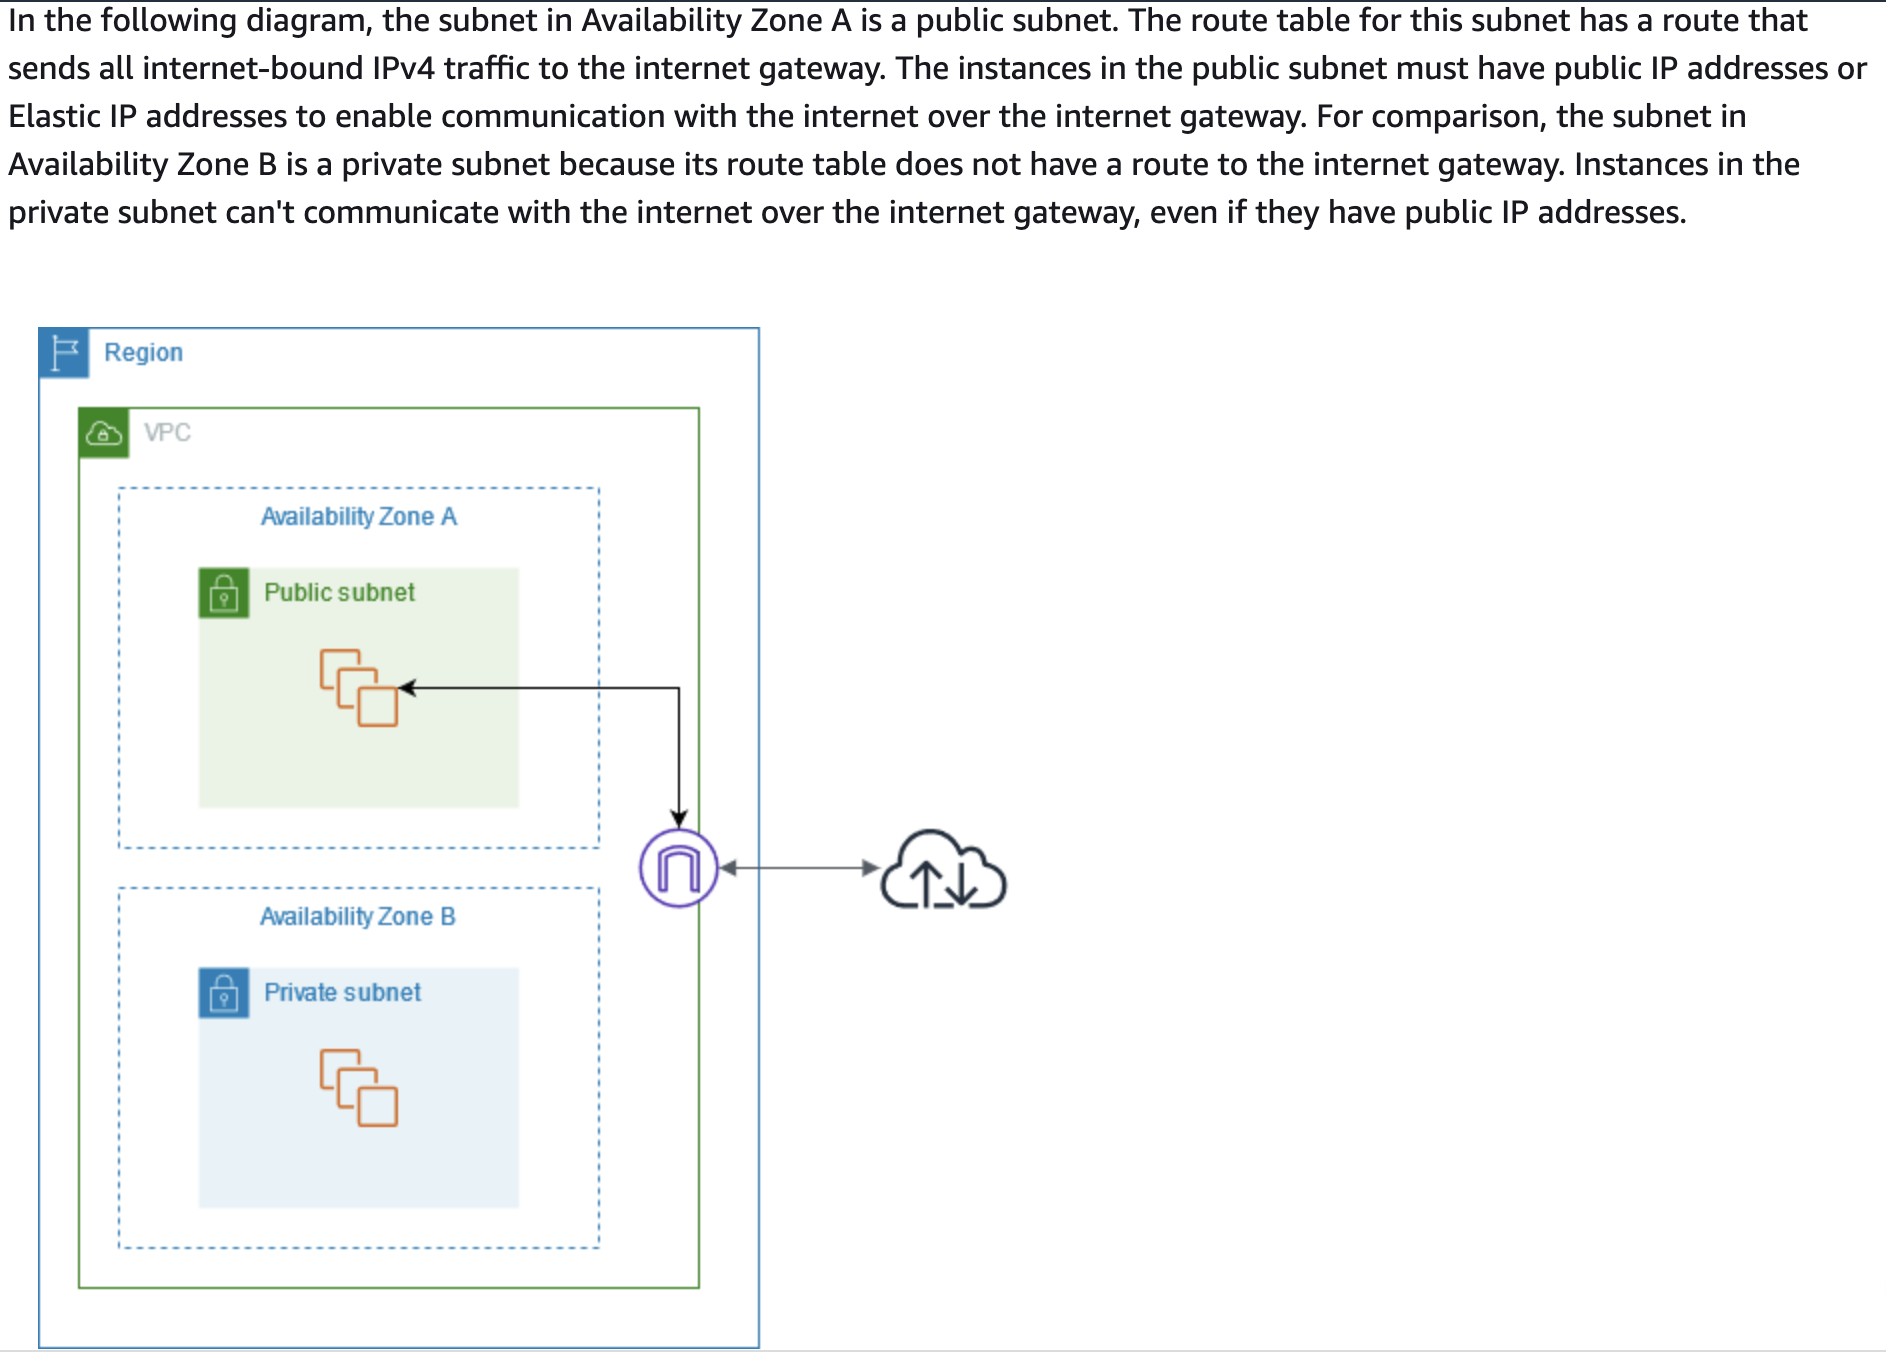 In the following diagram, the subnet in Availability Zone A is a public subnet. The route table for this subnet has a route that
sends all internet-bound IPv4 traffic to the internet gateway. The instances in the public subnet must have public IP addresses or
Elastic IP addresses to enable communication with the internet over the internet gateway. For comparison, the subnet in
Availability Zone B is a private subnet because its route table does not have a route to the internet gateway. Instances in the
private subnet can't communicate with the internet over the internet gateway, even if they have public IP addresses.
Region
VPC
Availability Zone A
Public subnet
Availability Zone B
Private subnet